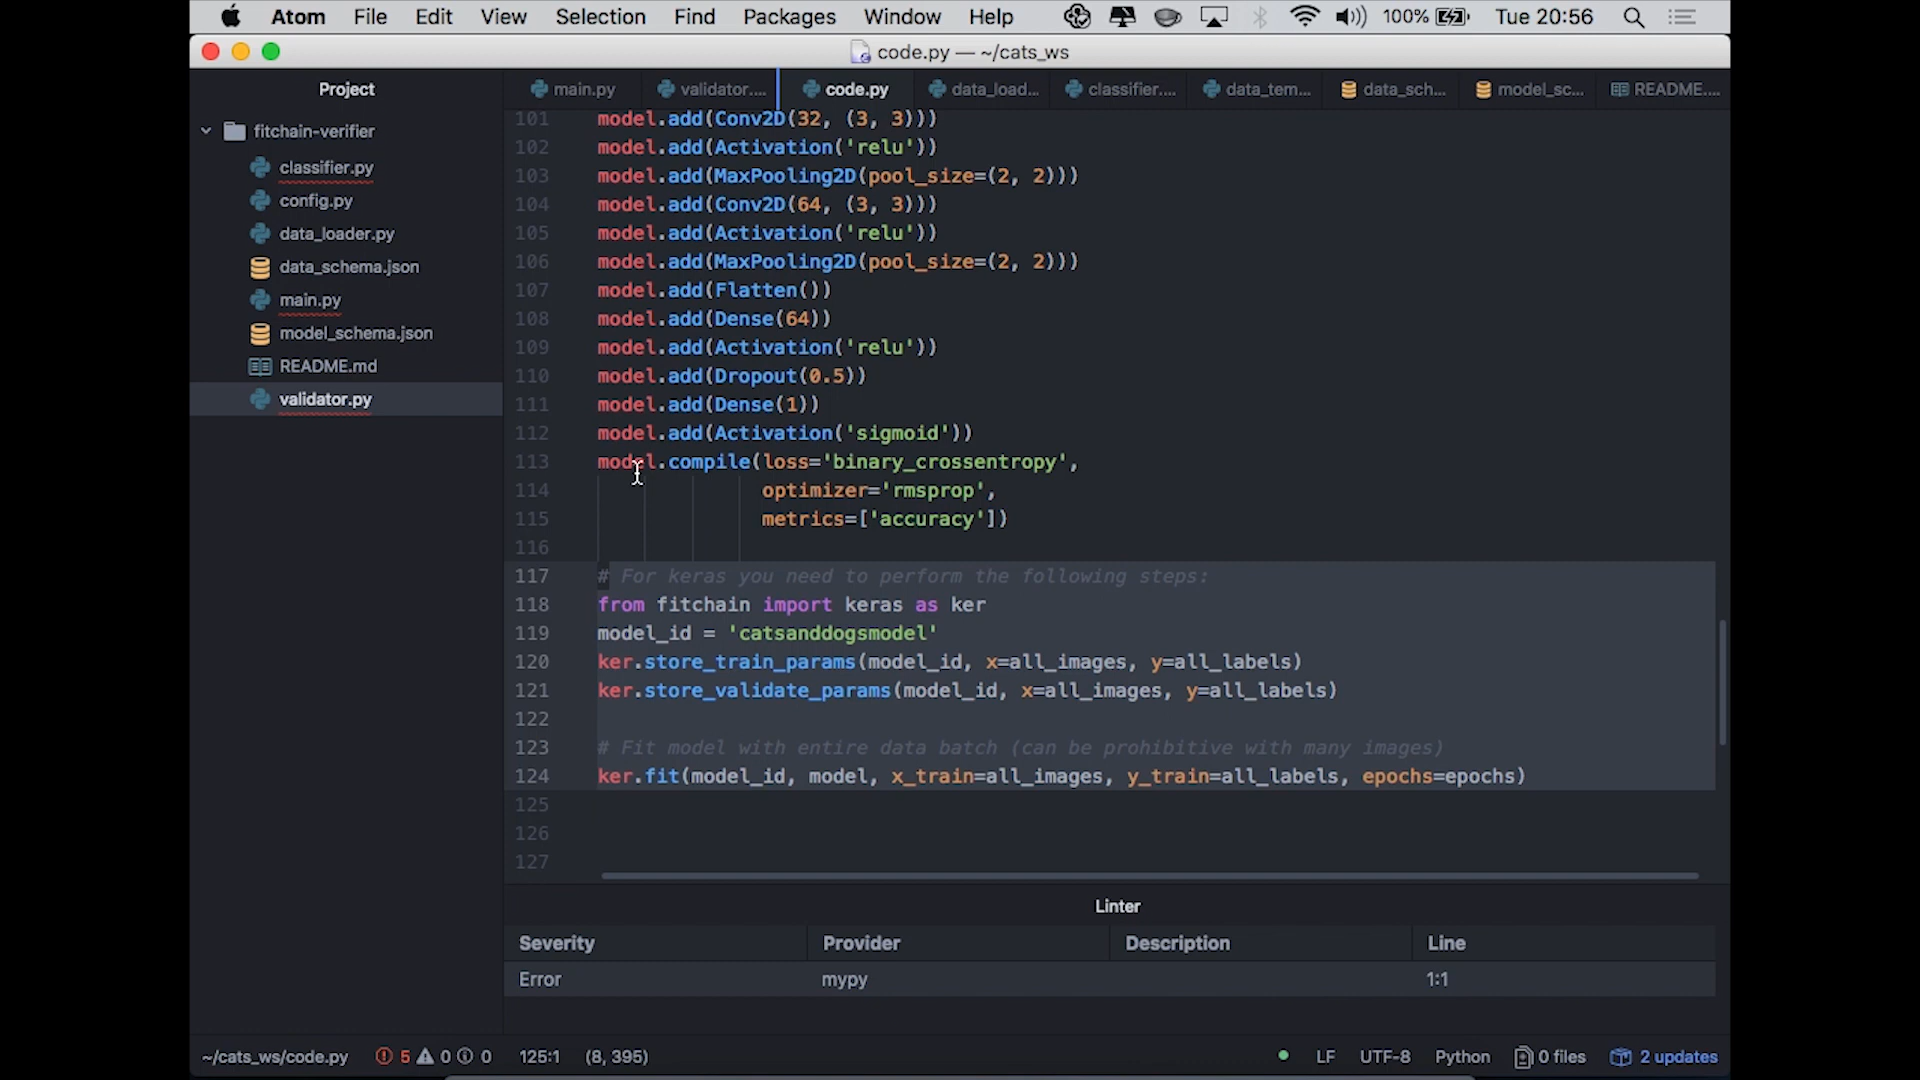 Atom File Edit View Selection Find Packages Window Help 100% Tue 20:56
code.py — ~/cats_ws
Project
main.py validator.... code.py data_load... classifier.... data_tem... data_sch... model_sc... README....
fitchain-verifier
classifier.py
config.py
data_loader.py
data_schema.json
main.py
model_schema.json
README.md
validator.py
101 model.add(Conv2D(32, (3, 3)))
102 model.add(Activation('relu'))
103 model.add(MaxPooling2D(pool_size=(2, 2)))
104 model.add(Conv2D(64, (3, 3)))
105 model.add(Activation('relu'))
106 model.add(MaxPooling2D(pool_size=(2, 2)))
107 model.add(Flatten())
108 model.add(Dense(64))
109 model.add(Activation('relu'))
110 model.add(Dropout(0.5))
111 model.add(Dense(1))
112 model.add(Activation('sigmoid'))
113 model.compile(loss='binary_crossentropy',
114 optimizer='rmsprop',
115 metrics=['accuracy'])
116
117 # For keras you need to perform the following steps:
118 from fitchain import keras as ker
119 model_id = 'catsanddogsmodel'
120 ker.store_train_params(model_id, x=all_images, y=all_labels)
121 ker.store_validate_params(model_id, x=all_images, y=all_labels)
122
123 # Fit model with entire data batch (can be prohibitive with many images)
124 ker.fit(model_id, model, x_train=all_images, y_train=all_labels, epochs=epochs)
125
126
127
Linter
Severity Provider Description Line
Error mypy 1:1
~/cats_ws/code.py 5 0 0 125:1 (8, 395) LF UTF-8 Python 0 files 2 updates